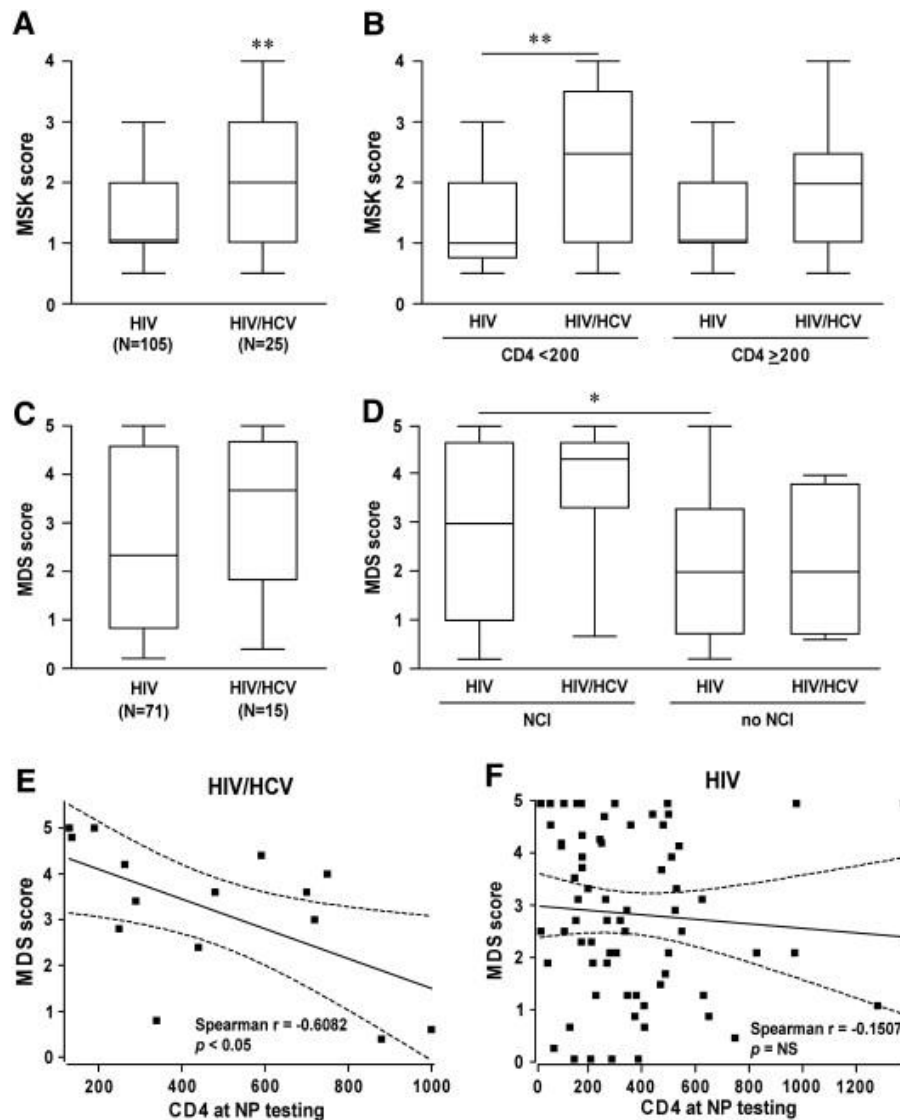 A
**
4
3
2
1
0
MSK score
HIV
(N=105)
HIV/HCV
(N=25)
B
**
4
3
2
1
0
MSK score
HIV HIV/HCV HIV HIV/HCV
CD4 <200 CD4 ≥200
C
5
4
3
2
1
0
MDS score
HIV
(N=71)
HIV/HCV
(N=15)
D
*
5
4
3
2
1
0
MDS score
HIV HIV/HCV HIV HIV/HCV
NCI no NCI
E
HIV/HCV
5
4
3
2
1
0
MDS score
Spearman r = -0.6082
p < 0.05
200 400 600 800 1000
CD4 at NP testing
F
HIV
5
4
3
2
1
0
MDS score
Spearman r = -0.1507
p = NS
0 200 400 600 800 1000 1200
CD4 at NP testing